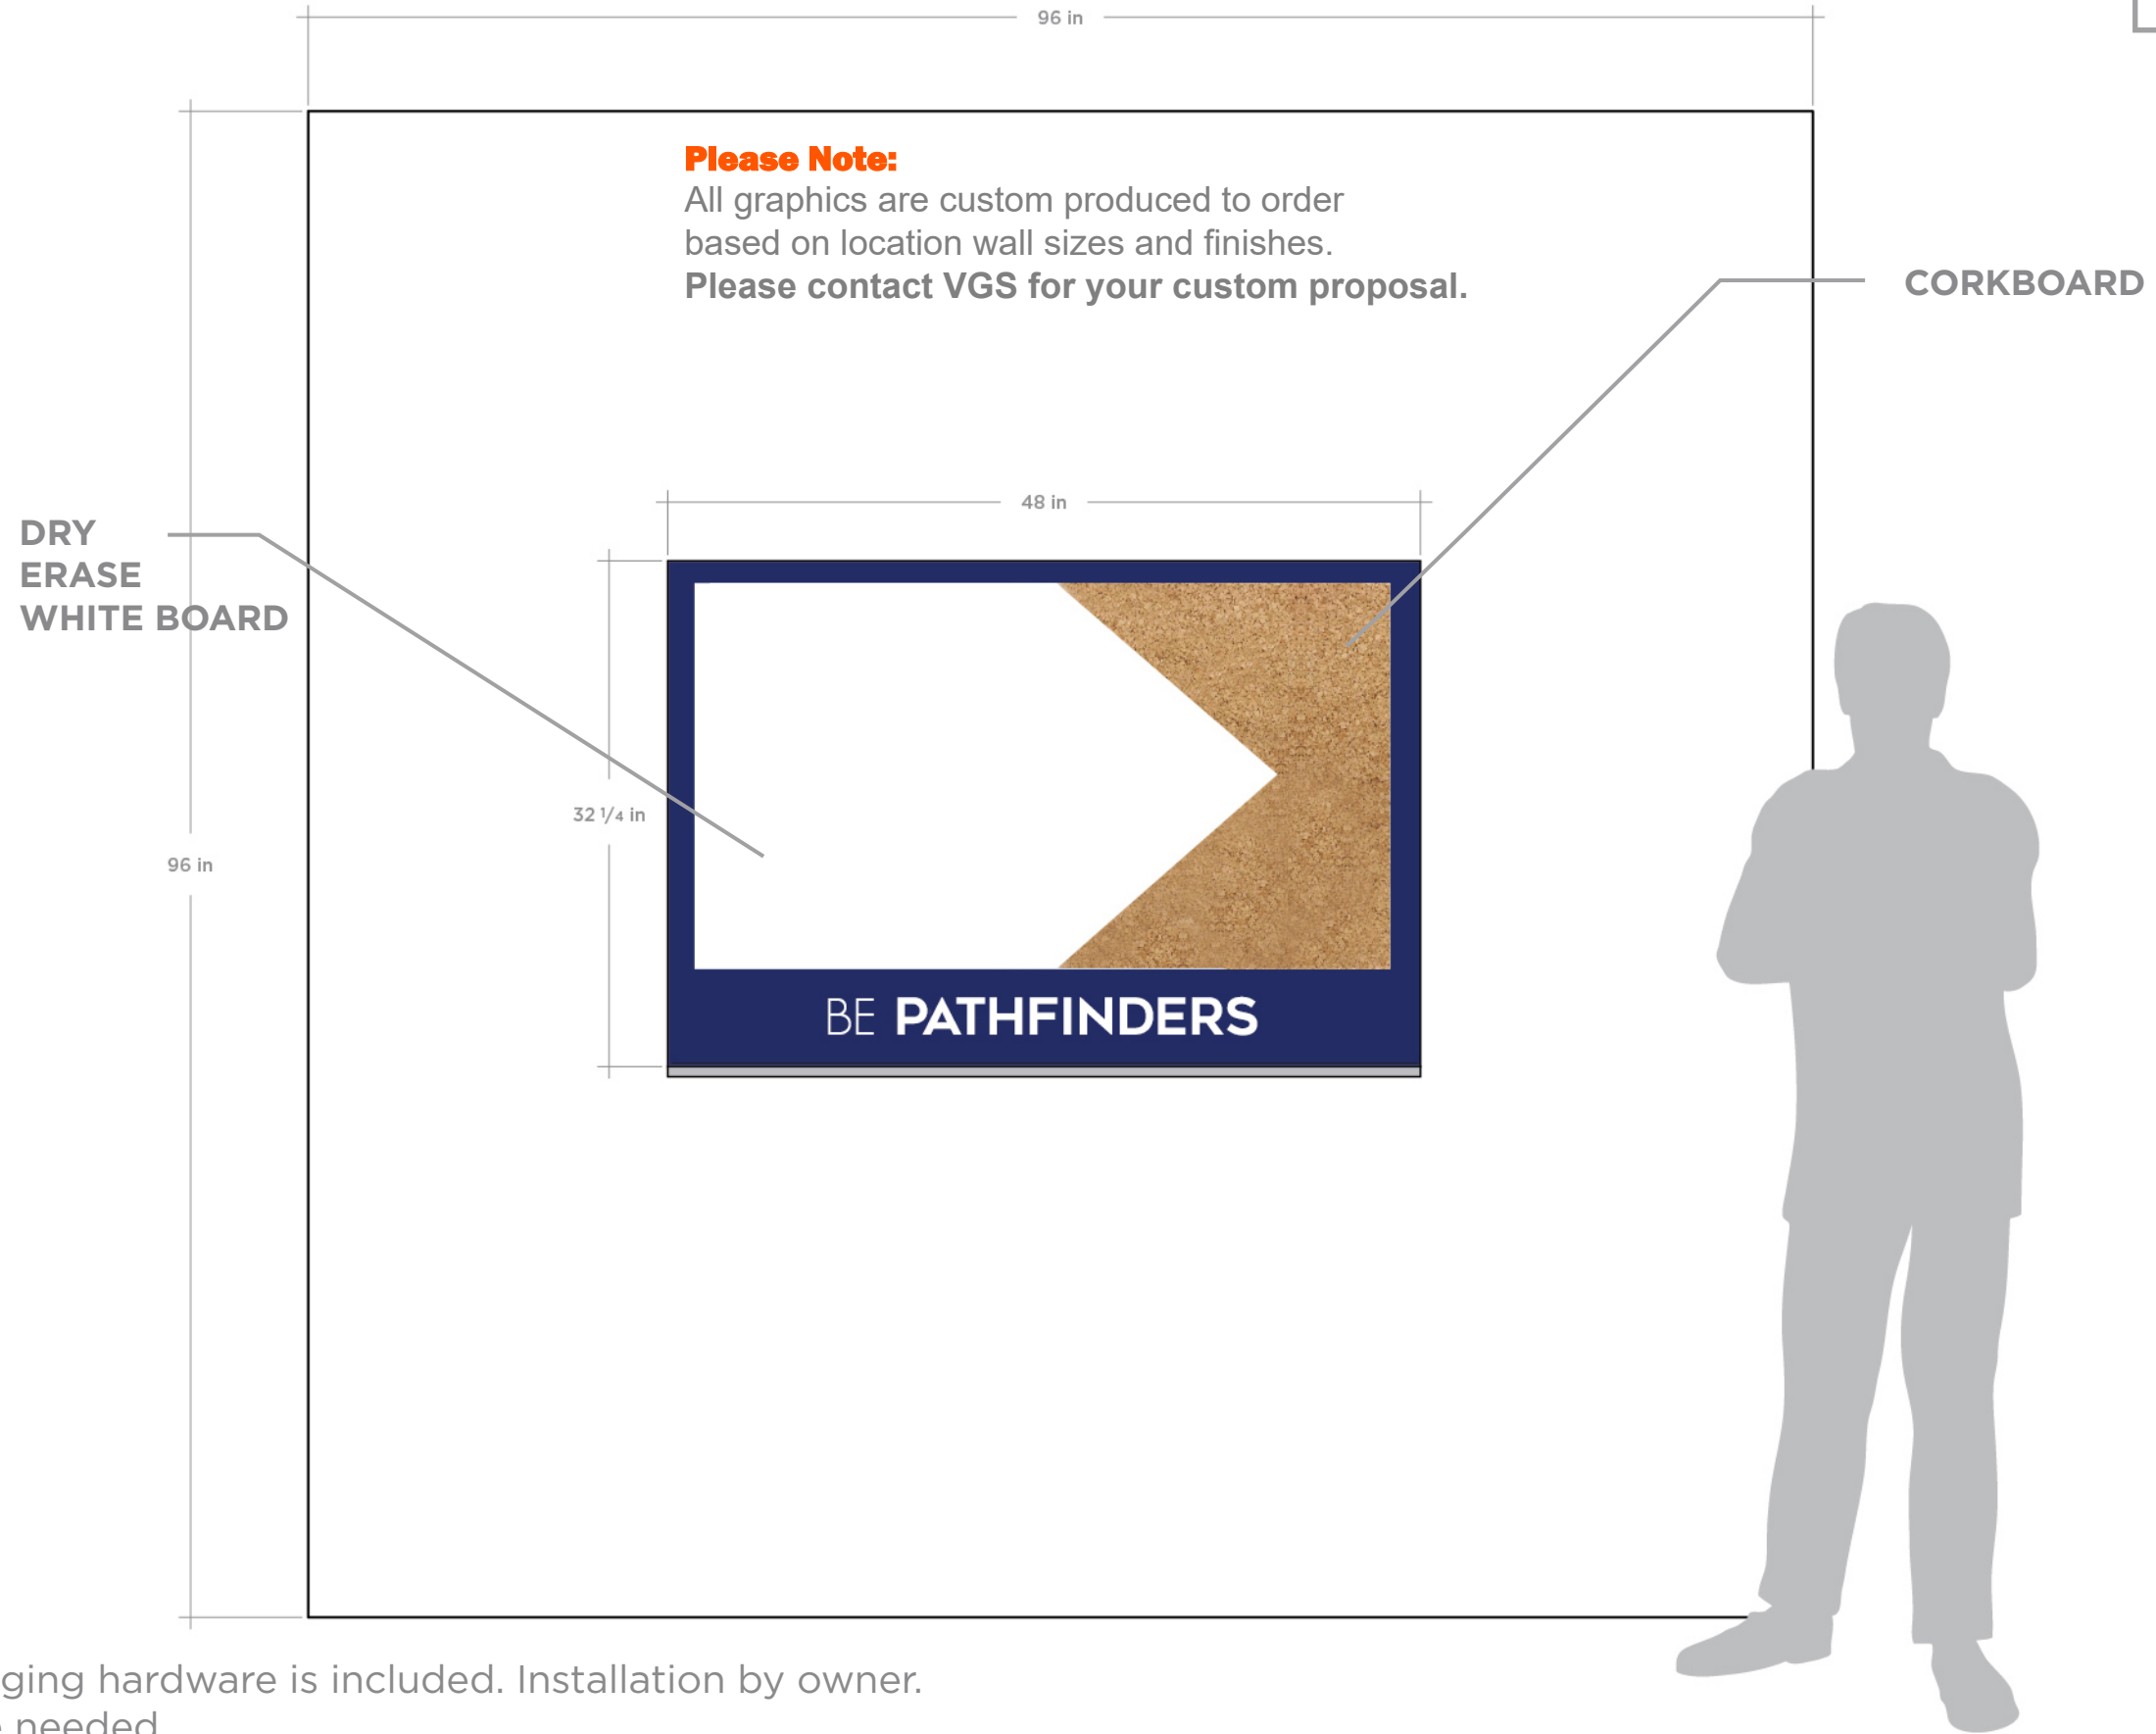 96 in
Please Note:
All graphics are custom produced to order
based on location wall sizes and finishes.
Please contact VGS for your custom proposal.
CORKBOARD
48 in
DRY
ERASE
WHITE BOARD
32 1/4 in
96 in
BE PATHFINDERS
ging hardware is included. Installation by owner.
needed